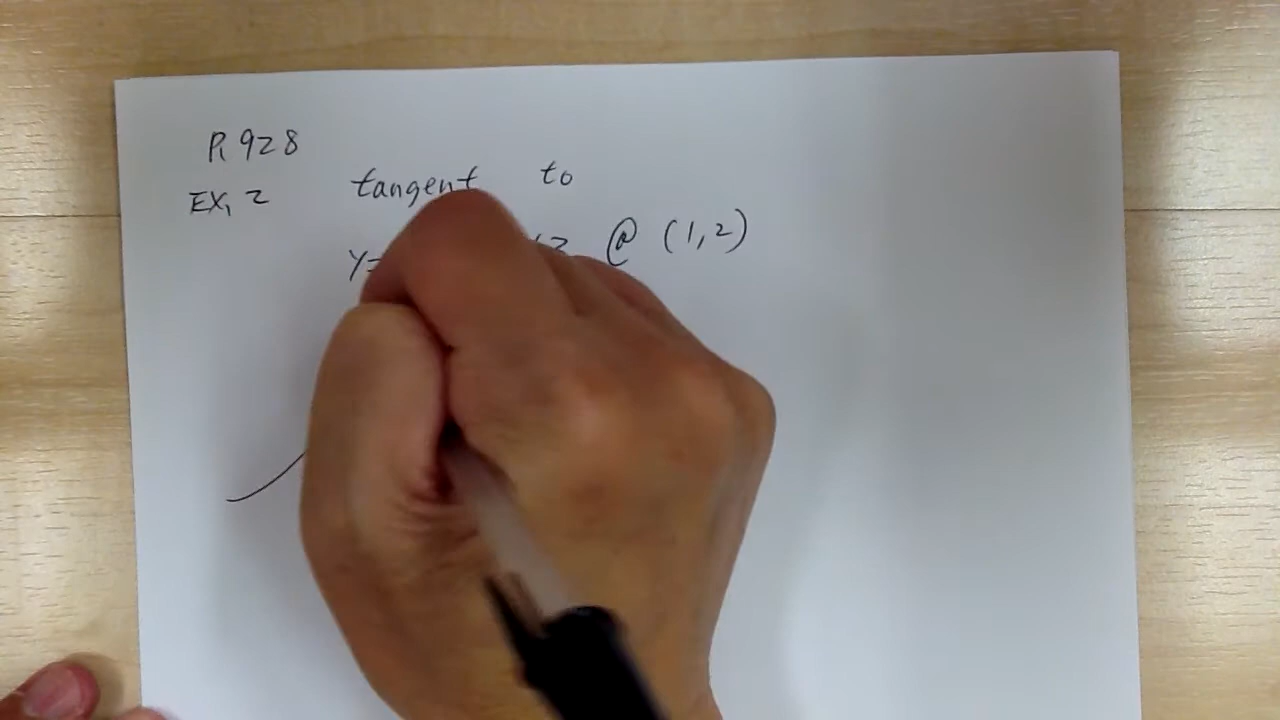 P. 928
EX. 2 tangent to
y= @ (1,2)